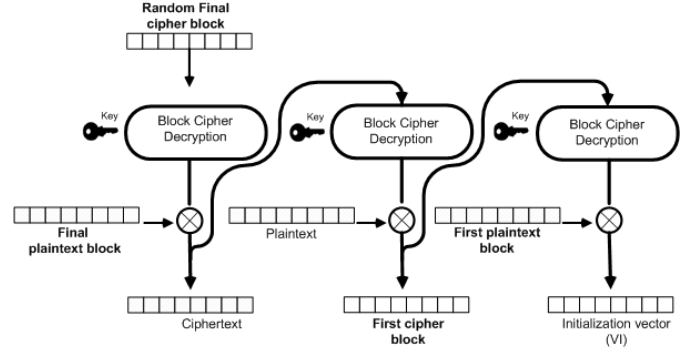 Random Final
cipher block
Key
Block Cipher
Decryption
Key
Block Cipher
Decryption
Key
Block Cipher
Decryption
Final
plaintext block
Plaintext
First plaintext
block
Ciphertext
First cipher
block
Initialization vector
(VI)